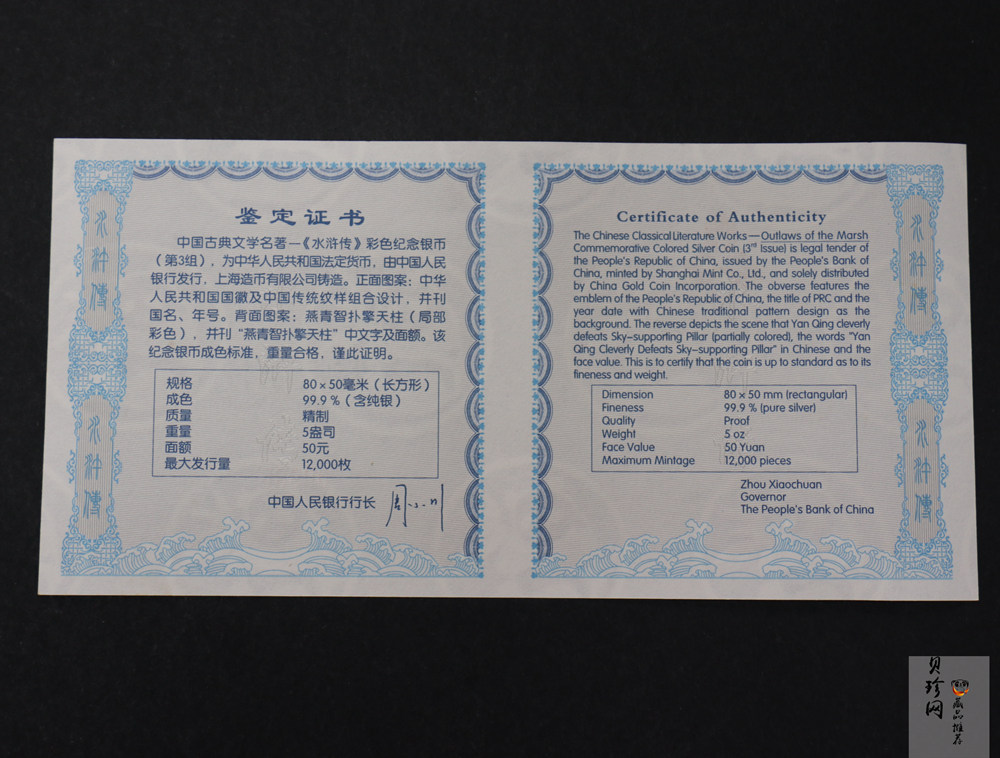 鉴定证书
中国古典文学名著—《水浒传》彩色纪念银币
（第3组），为中华人民共和国法定货币，由中国人民
银行发行，上海造币有限公司铸造。正面图案：中华
人民共和国国徽及中国传统纹样组合设计，并刊
国名、年号。背面图案：燕青智扑擎天柱（局部
彩色），并刊“燕青智扑擎天柱”中文字及面额。该
纪念银币成色标准，重量合格，谨此证明。
规格 80×50毫米（长方形）
成色 99.9％（含纯银）
质量 精制
重量 5盎司
面额 50元
最大发行量 12,000枚
中国人民银行行长
水浒傳
水浒傳
Certificate of Authenticity
The Chinese Classical Literature Works—Outlaws of the Marsh
Commemorative Colored Silver Coin (3rd Issue) is legal tender of
the People's Republic of China, issued by the People's Bank of
China, minted by Shanghai Mint Co., Ltd., and solely distributed
by China Gold Coin Incorporation. The obverse features the
emblem of the People's Republic of China, the title of PRC and the
year date with Chinese traditional pattern design as the
background. The reverse depicts the scene that Yan Qing cleverly
defeats Sky-supporting Pillar (partially colored), the words "Yan
Qing Cleverly Defeats Sky-supporting Pillar" in Chinese and the
face value. This is to certify that the coin is up to standard as to its
fineness and weight.
Dimension 80×50 mm (rectangular)
Fineness 99.9 % (pure silver)
Quality Proof
Weight 5 oz
Face Value 50 Yuan
Maximum Mintage 12,000 pieces
Zhou Xiaochuan
Governor
The People's Bank of China
水浒傳
水浒傳
贝珍网
藏品推荐